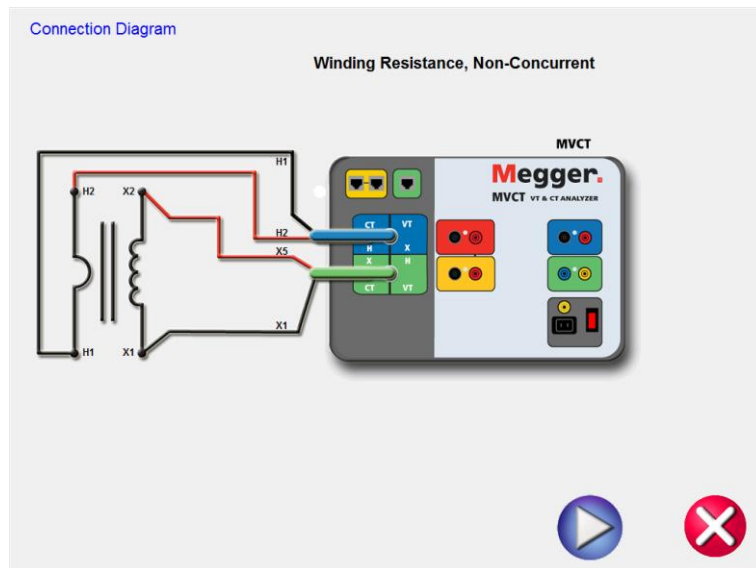 Connection Diagram
Winding Resistance, Non-Concurrent
MVCT
H1
Megger.
MVCT VT & CT ANALYZER
H2 X2
CT VT
H2
H X
X5
X H
CT VT
X1
H1 X1